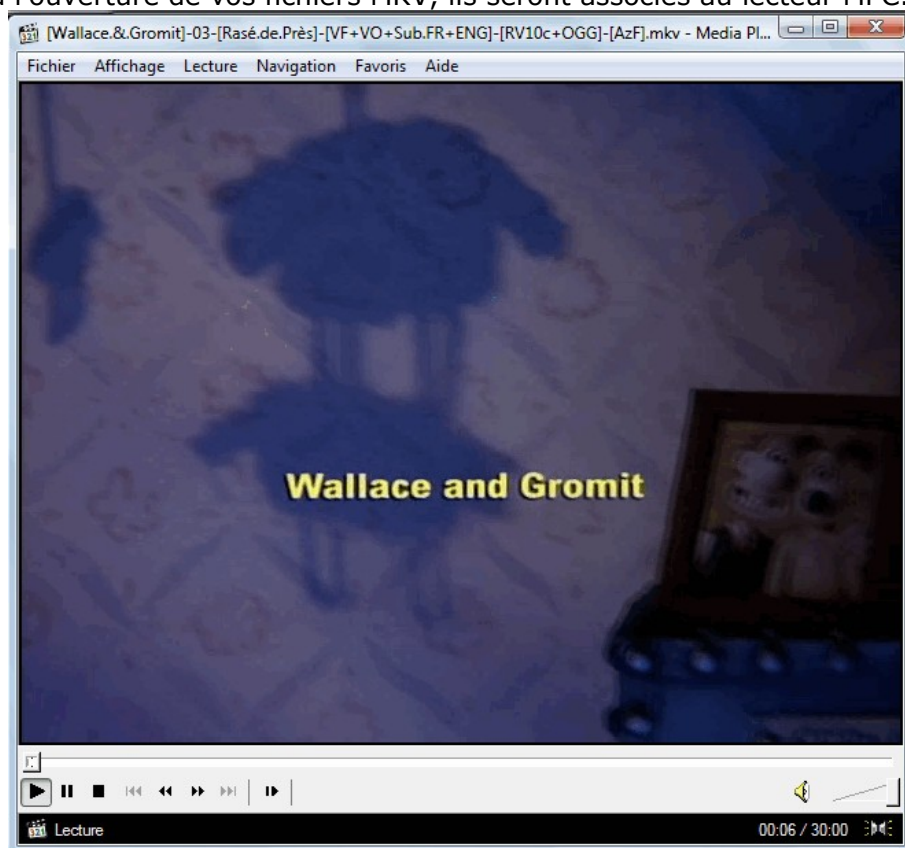 l'ouverture de vos fichiers MKV, ils seront associés au lecteur MPC.
[Wallace.&.Gromit]-03-[Rasé.de.Près]-[VF+VO+Sub.FR+ENG]-[RV10c+OGG]-[AzF].mkv - Media Pl...
Fichier Affichage Lecture Navigation Favoris Aide
Wallace and Gromit
Lecture 00:06 / 30:00